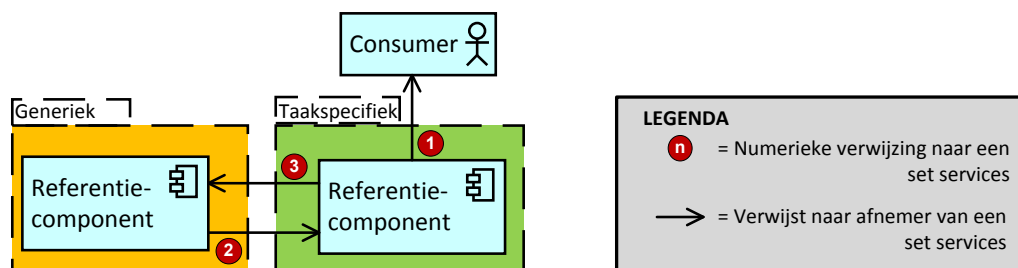 Consumer
Generiek
Taakspecifiek
1
3
Referentie-
component
Referentie-
component
2
LEGENDA
n = Numerieke verwijzing naar een
set services
= Verwijst naar afnemer van een
set services